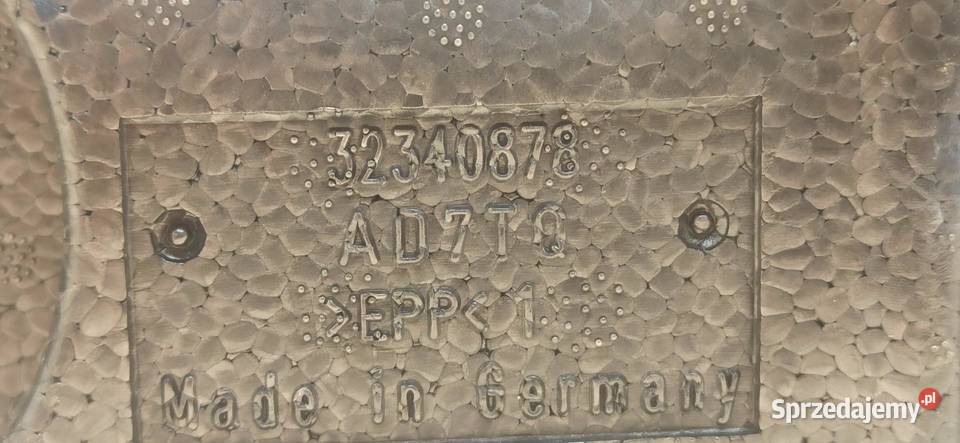 32340878
AD7TQ
>EPP< 1
Made in Germany
Sprzedajemy.pl